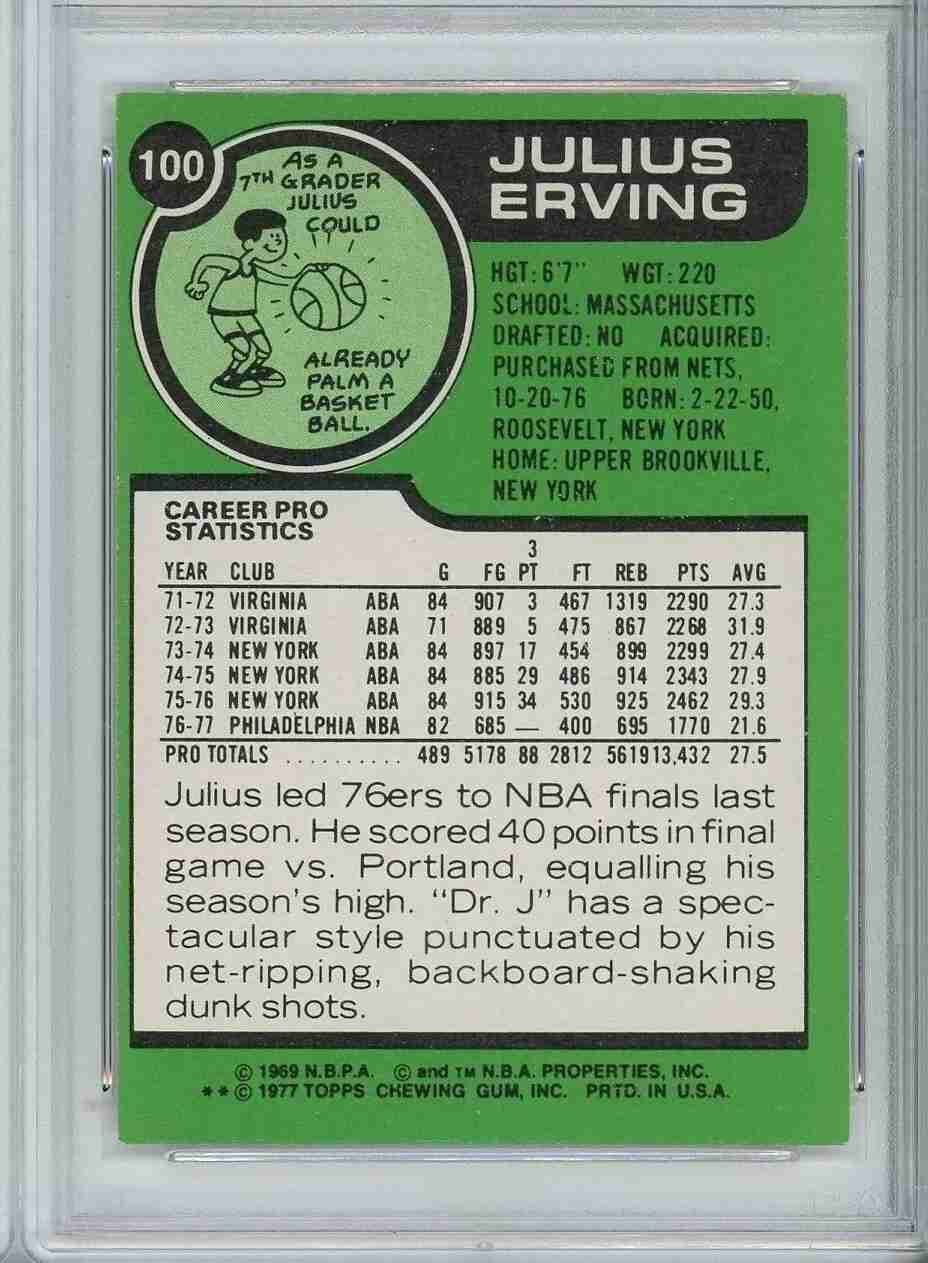 100
AS A
7TH GRADER
JULIUS
COULD
ALREADY
PALM A
BASKET
BALL.
JULIUS
ERVING
HGT: 6'7" WGT: 220
SCHOOL: MASSACHUSETTS
DRAFTED: NO ACQUIRED:
PURCHASED FROM NETS,
10-20-76 BORN: 2-22-50,
ROOSEVELT, NEW YORK
HOME: UPPER BROOKVILLE,
NEW YORK
CAREER PRO
STATISTICS
3
YEAR CLUB G FG PT FT REB PTS AVG
71-72 VIRGINIA ABA 84 907 3 467 1319 2290 27.3
72-73 VIRGINIA ABA 71 889 5 475 867 2268 31.9
73-74 NEW YORK ABA 84 897 17 454 899 2299 27.4
74-75 NEW YORK ABA 84 885 29 486 914 2343 27.9
75-76 NEW YORK ABA 84 915 34 530 925 2462 29.3
76-77 PHILADELPHIA NBA 82 685 — 400 695 1770 21.6
PRO TOTALS .......... 489 5178 88 2812 5619 13,432 27.5
Julius led 76ers to NBA finals last
season. He scored 40 points in final
game vs. Portland, equalling his
season's high. "Dr. J" has a spec-
tacular style punctuated by his
net-ripping, backboard-shaking
dunk shots.
© 1969 N.B.P.A. © and TM N.B.A. PROPERTIES, INC.
** © 1977 TOPPS CHEWING GUM, INC. PRTD. IN U.S.A.